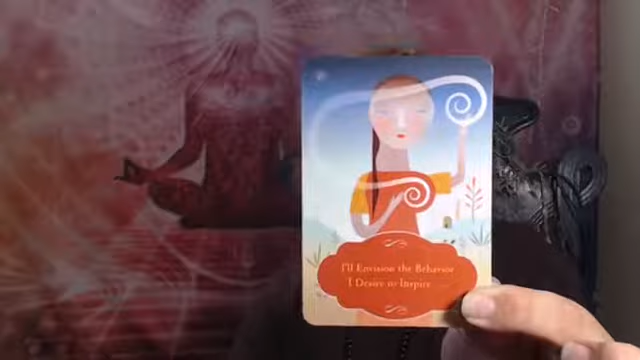 I'll Envision the Behavior
I Desire to Inspire